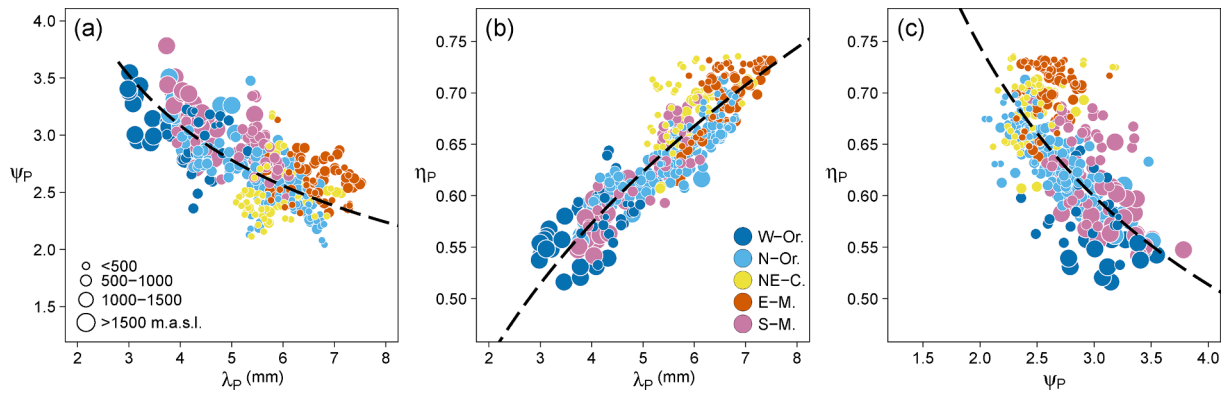 (a)
4.0
3.5
3.0
2.5
2.0
1.5
ψP
<500
500−1000
1000−1500
>1500 m.a.s.l.
2 3 4 5 6 7 8
λP (mm)
(b)
0.75
0.70
0.65
0.60
0.55
0.50
ηP
W−Or.
N−Or.
NE−C.
E−M.
S−M.
2 3 4 5 6 7 8
λP (mm)
(c)
0.75
0.70
0.65
0.60
0.55
0.50
ηP
1.5 2.0 2.5 3.0 3.5 4.0
ψP